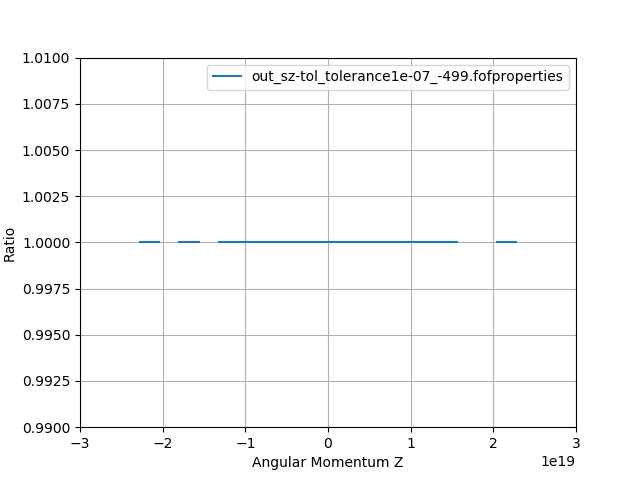 1.0100
1.0075
1.0050
1.0025
1.0000
0.9975
0.9950
0.9925
0.9900
Ratio
out_sz-tol_tolerance1e-07_-499.fofproperties
−3 −2 −1 0 1 2 3
Angular Momentum Z
1e19